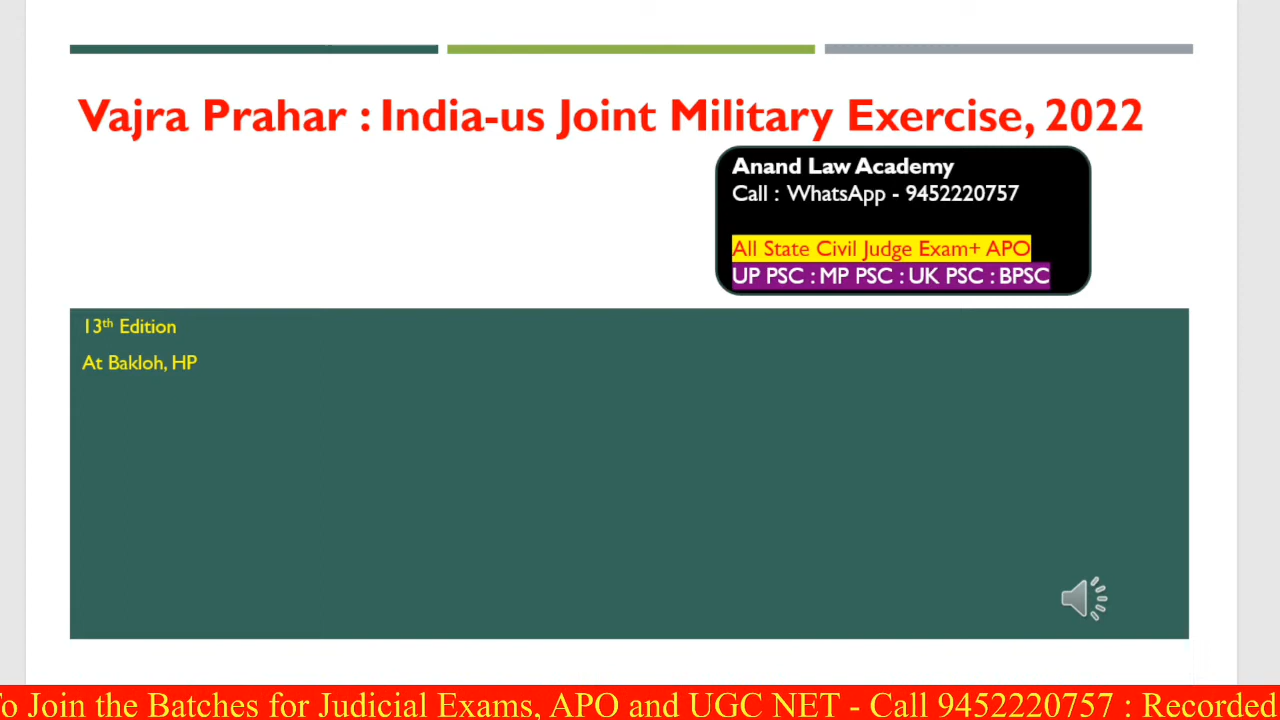 Vajra Prahar : India-us Joint Military Exercise, 2022
Anand Law Academy
Call : WhatsApp - 9452220757
All State Civil Judge Exam+ APO
UP PSC : MP PSC : UK PSC : BPSC
13th Edition
At Bakloh, HP
o Join the Batches for Judicial Exams, APO and UGC NET - Call 9452220757 : Recorded